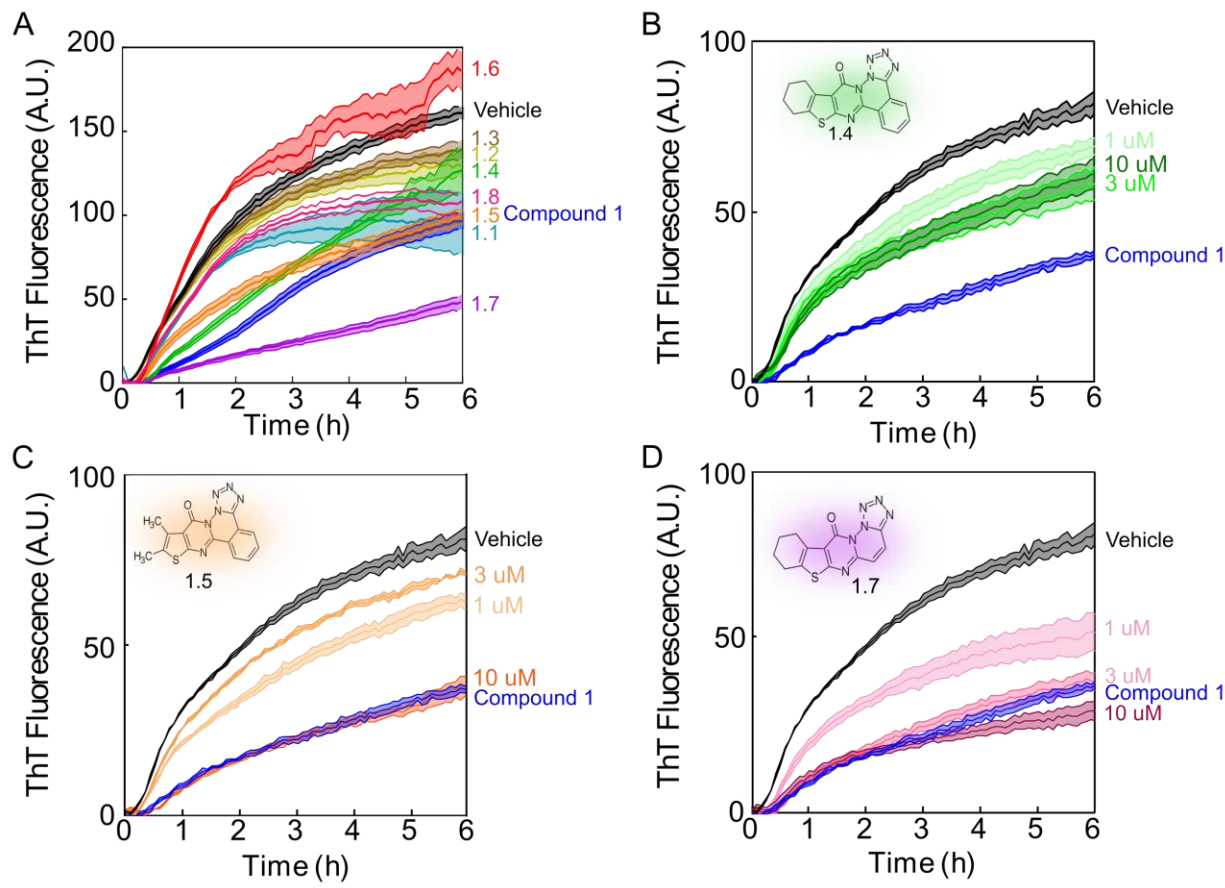 A
200
150
100
50
0
ThT Fluorescence (A.U.)
0 1 2 3 4 5 6
Time (h)
1.6
Vehicle
1.3
1.2
1.4
1.8
1.5 Compound 1
1.1
1.7
B
100
50
0
ThT Fluorescence (A.U.)
0 1 2 3 4 5 6
Time (h)
O
N N
N N
N
S N
1.4
Vehicle
1 uM
10 uM
3 uM
Compound 1
C
100
50
0
ThT Fluorescence (A.U.)
0 1 2 3 4 5 6
Time (h)
O
N N
N N
N
H₃C
H₃C
S N
1.5
Vehicle
3 uM
1 uM
10 uM
Compound 1
D
100
50
0
ThT Fluorescence (A.U.)
0 1 2 3 4 5 6
Time (h)
O
N N
N N
N
S N
1.7
Vehicle
1 uM
3 uM
Compound 1
10 uM